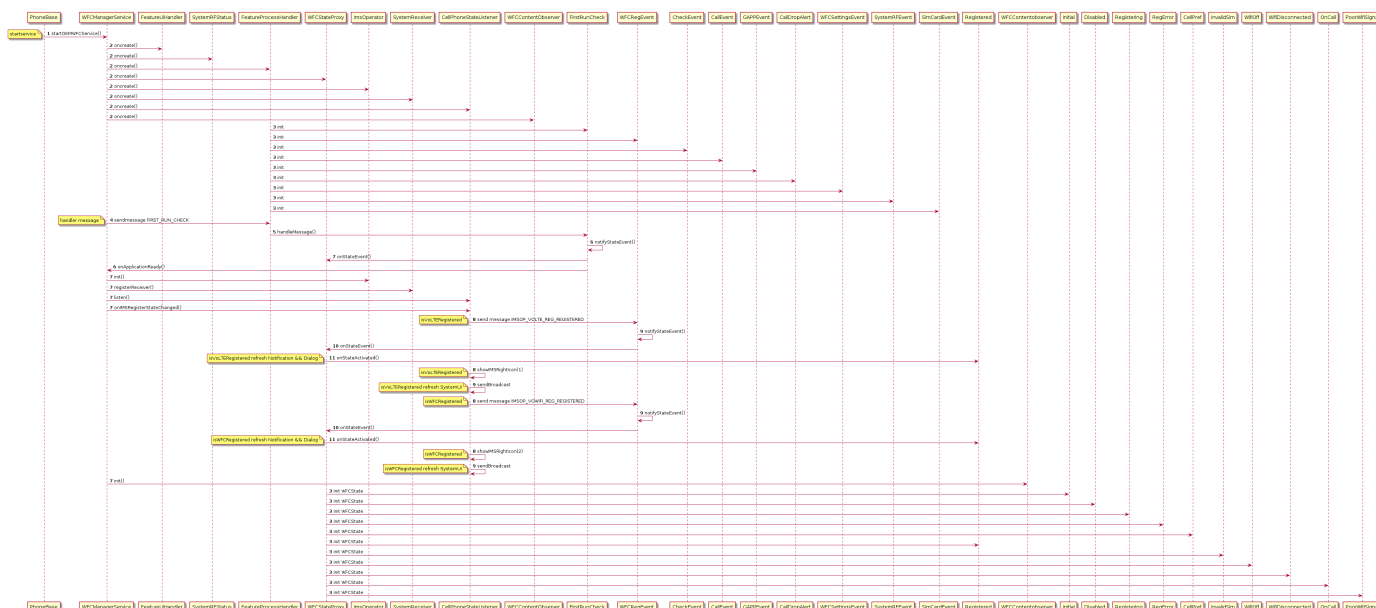 PhoneBase WFCManagerService FeatureUiHandler SystemRFStatus FeatureProcessHandler WFCStateProxy ImsOperator SystemReceiver CellPhoneStateListener WFCContentObserver FirstRunCheck WFCRegEvent CheckEvent CallEvent GAPPEvent CallDropAlert WFCSettingsEvent SystemRFEvent SimCardEvent Registered WFCContentobserver Initial Disabled Registering RegError CellPref InvalidSim WifiOff WifiDisconnected OnCall PoorWifiSign
startservice 1 startOEMWFCService()
2 oncreate()
2 oncreate()
2 oncreate()
2 oncreate()
2 oncreate()
2 oncreate()
2 oncreate()
2 oncreate()
3 init
3 init
3 init
3 init
3 init
3 init
3 init
3 init
3 init
handler message 4 sendmessage FIRST_RUN_CHECK
5 handleMessage()
6 notifyStateEvent()
7 onStateEvent()
6 onApplicationReady()
7 init()
7 registerReceiver()
7 listen()
7 onIMSRegisterStateChanged()
isVoLTERegistered 8 send message IMSOP_VOLTE_REG_REGISTERED
9 notifyStateEvent()
10 onStateEvent()
isVoLTERegistered refresh Notification && Dialog 11 onStateActivated()
isVoLTERegistered 8 showIMSRightIcon(1)
isVoLTERegistered refresh SystemUI 9 sendBroadcast
isWFCRegistered 8 send message IMSOP_VOWIFI_REG_REGISTERED
9 notifyStateEvent()
10 onStateEvent()
isWFCRegistered refresh Notification && Dialog 11 onStateActivated()
isWFCRegistered 8 showIMSRightIcon(2)
isWFCRegistered refresh SystemUI 9 sendBroadcast
7 init()
3 init WFCState
3 init WFCState
3 init WFCState
3 init WFCState
3 init WFCState
3 init WFCState
3 init WFCState
3 init WFCState
3 init WFCState
3 init WFCState
3 init WFCState
PhoneBase WFCManagerService FeatureUiHandler SystemRFStatus FeatureProcessHandler WFCStateProxy ImsOperator SystemReceiver CellPhoneStateListener WFCContentObserver FirstRunCheck WFCRegEvent CheckEvent CallEvent GAPPEvent CallDropAlert WFCSettingsEvent SystemRFEvent SimCardEvent Registered WFCContentobserver Initial Disabled Registering RegError CellPref InvalidSim WifiOff WifiDisconnected OnCall PoorWifiSign